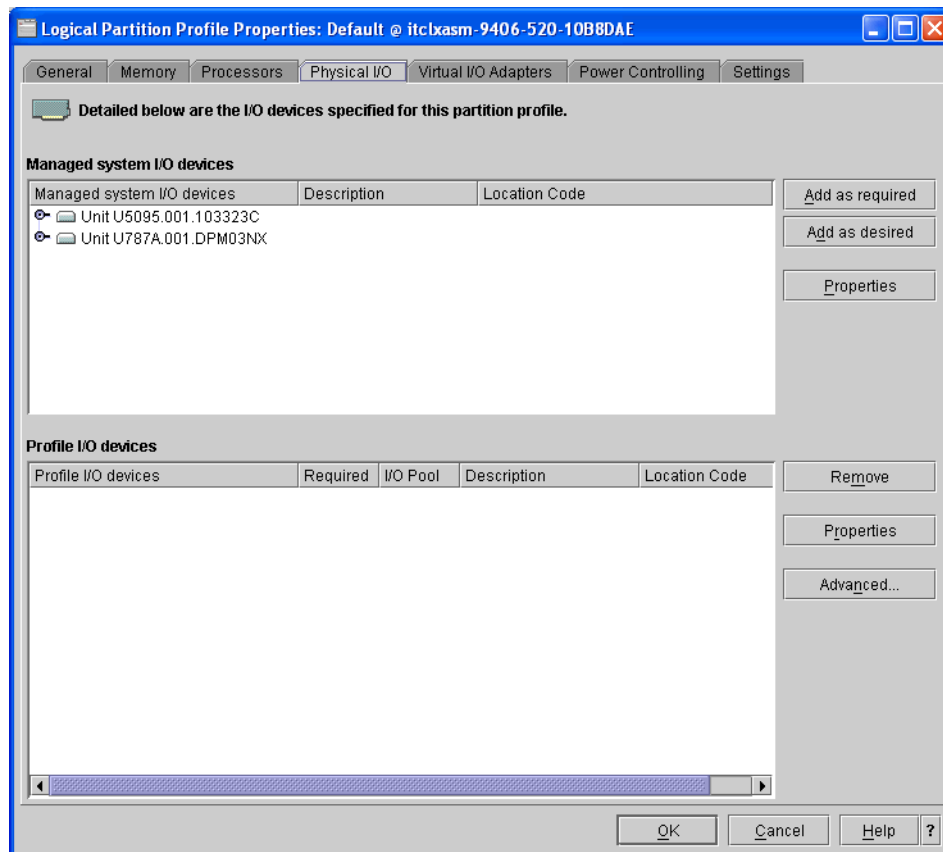 Logical Partition Profile Properties: Default @ itclxasm-9406-520-10B8DAE
General Memory Processors Physical I/O Virtual I/O Adapters Power Controlling Settings
Detailed below are the I/O devices specified for this partition profile.
Managed system I/O devices
Managed system I/O devices Description Location Code
Unit U5095.001.103323C
Unit U787A.001.DPM03NX
Add as required
Add as desired
Properties
Profile I/O devices
Profile I/O devices Required I/O Pool Description Location Code
Remove
Properties
Advanced...
OK Cancel Help ?